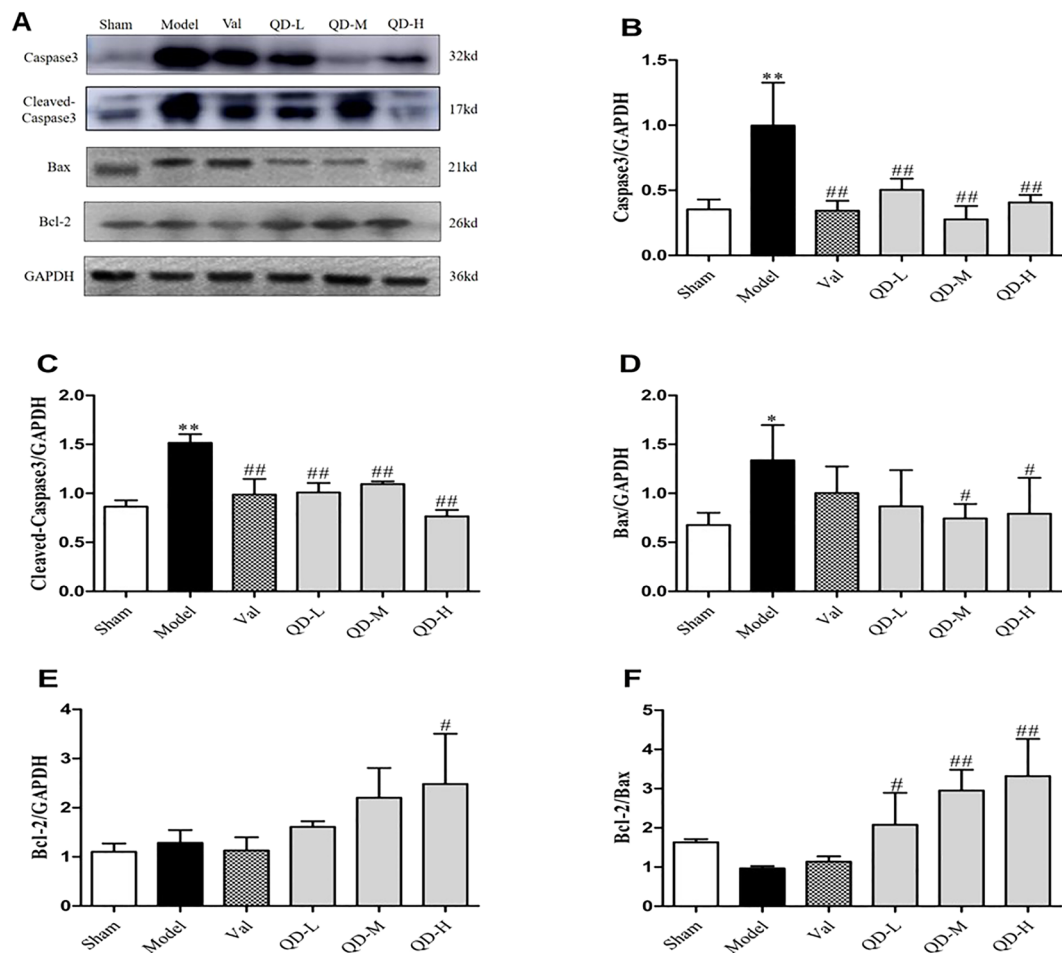 A
Sham Model Val QD-L QD-M QD-H
Caspase3 32kd
Cleaved-
Caspase3 17kd
Bax 21kd
Bcl-2 26kd
GAPDH 36kd
B
Caspase3/GAPDH
1.5
1.0
0.5
0.0
** ## ## ## ##
Sham Model Val QD-L QD-M QD-H
C
Cleaved-Caspase3/GAPDH
2.0
1.5
1.0
0.5
0.0
** ## ## ## ##
Sham Model Val QD-L QD-M QD-H
D
Bax/GAPDH
2.0
1.5
1.0
0.5
0.0
* # #
Sham Model Val QD-L QD-M QD-H
E
Bcl-2/GAPDH
4
3
2
1
0
#
Sham Model Val QD-L QD-M QD-H
F
Bcl-2/Bax
5
4
3
2
1
0
# ## ##
Sham Model Val QD-L QD-M QD-H